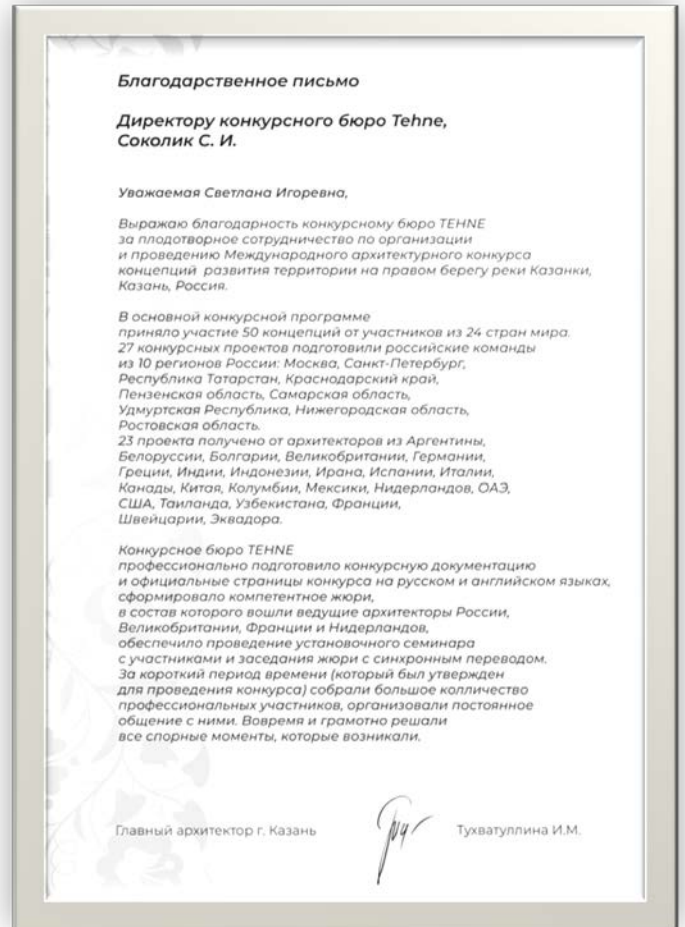 Благодарственное письмо
Директору конкурсного бюро Tehne,
Соколик С. И.
Уважаемая Светлана Игоревна,
Выражаю благодарность конкурсному бюро TEHNE
за плодотворное сотрудничество по организации
и проведению Международного архитектурного конкурса
концепций развития территории на правом берегу реки Казанки,
Казань, Россия.
В основной конкурсной программе
приняло участие 50 концепций от участников из 24 стран мира.
27 конкурсных проектов подготовили российские команды
из 10 регионов России: Москва, Санкт-Петербург,
Республика Татарстан, Краснодарский край,
Пензенская область, Самарская область,
Удмуртская Республика, Нижегородская область,
Ростовская область.
23 проекта получено от архитекторов из Аргентины,
Белоруссии, Болгарии, Великобритании, Германии,
Греции, Индии, Индонезии, Ирана, Испании, Италии,
Канады, Китая, Колумбии, Мексики, Нидерландов, ОАЭ,
США, Таиланда, Узбекистана, Франции,
Швейцарии, Эквадора.
Конкурсное бюро TEHNE
профессионально подготовило конкурсную документацию
и официальные страницы конкурса на русском и английском языках,
сформировало компетентное жюри,
в состав которого вошли ведущие архитекторы России,
Великобритании, Франции и Нидерландов,
обеспечило проведение установочного семинара
с участниками и заседания жюри с синхронным переводом.
За короткий период времени (который был утвержден
для проведения конкурса) собрали большое колличество
профессиональных участников, организовали постоянное
общение с ними. Вовремя и грамотно решали
все спорные моменты, которые возникали.
Главный архитектор г. Казань Тухватуллина И.М.